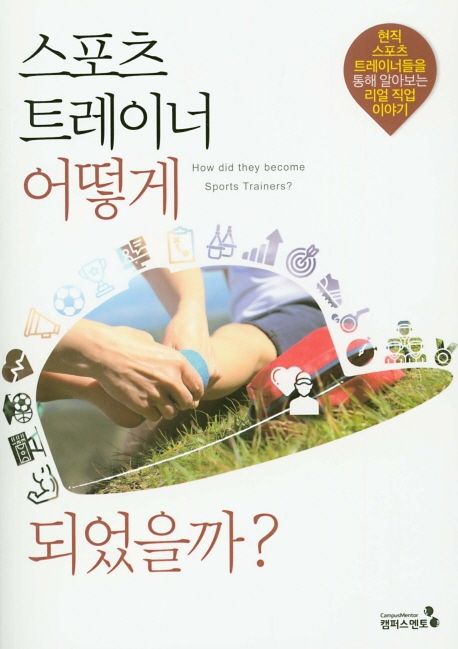 스포츠
트레이너
어떻게
How did they become
Sports Trainers?
현직
스포츠
트레이너들을
통해 알아보는
리얼 직업
이야기
되었을까?
CampusMentor
캠퍼스멘토